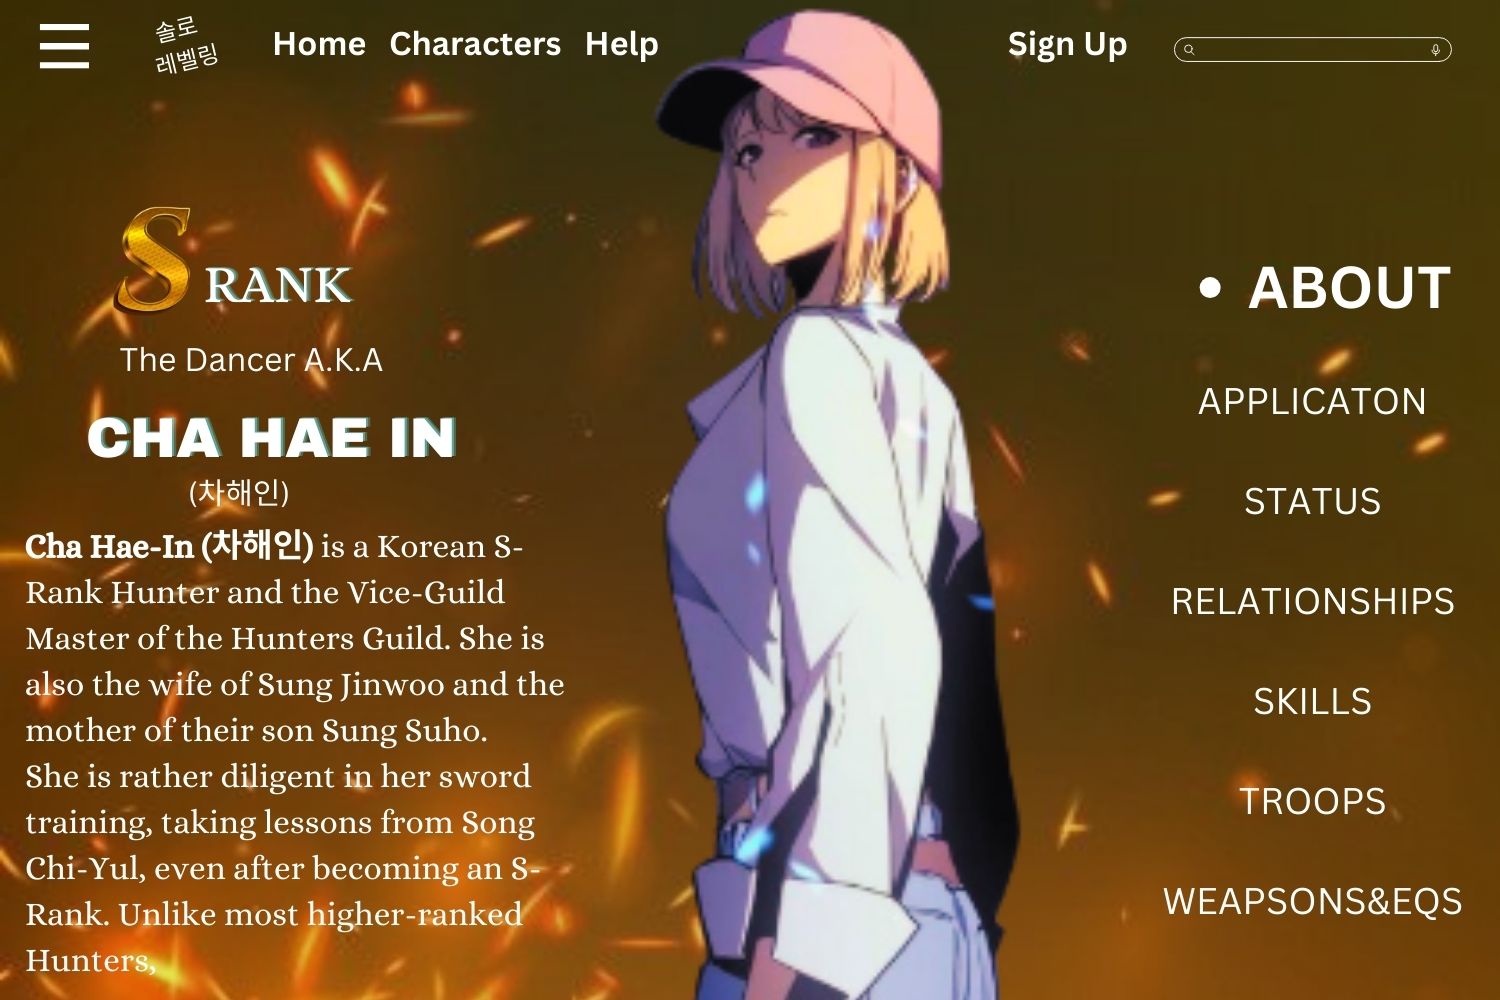 솔로
레벨링
Home Characters Help
Sign Up
S RANK
The Dancer A.K.A
CHA HAE IN
(차해인)
Cha Hae-In (차해인) is a Korean S-
Rank Hunter and the Vice-Guild
Master of the Hunters Guild. She is
also the wife of Sung Jinwoo and the
mother of their son Sung Suho.
She is rather diligent in her sword
training, taking lessons from Song
Chi-Yul, even after becoming an S-
Rank. Unlike most higher-ranked
Hunters,
• ABOUT
APPLICATON
STATUS
RELATIONSHIPS
SKILLS
TROOPS
WEAPSONS&EQS